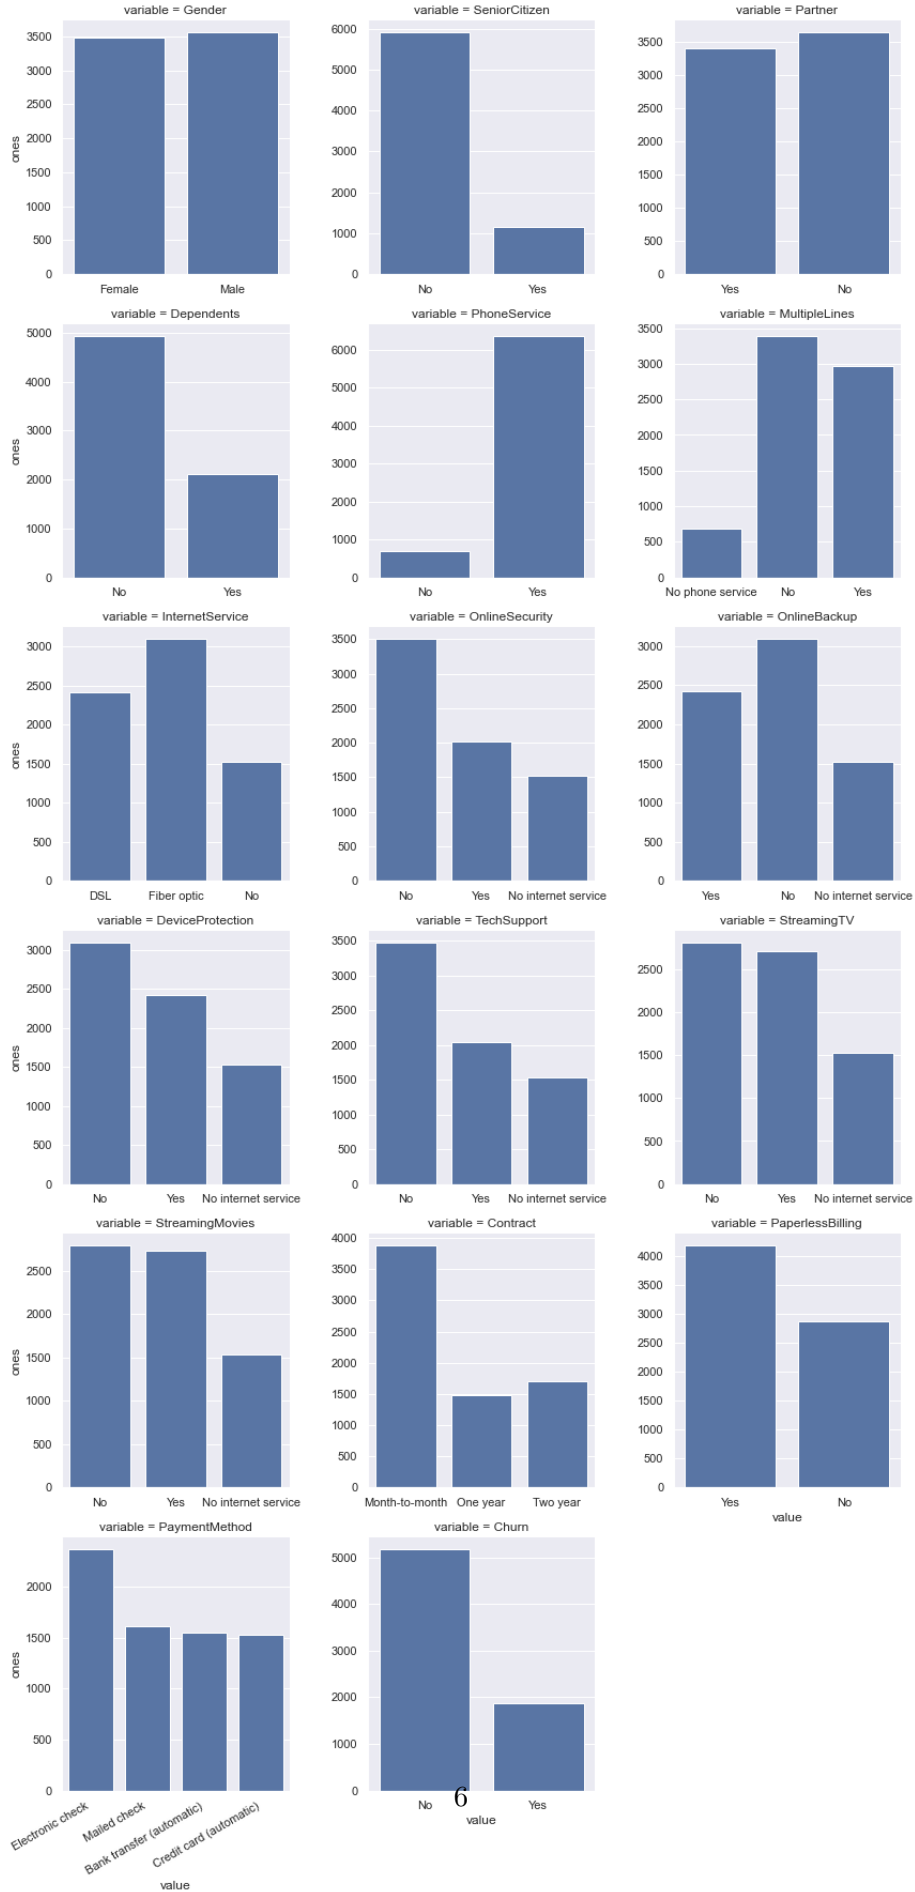 variable = Gender
variable = SeniorCitizen
variable = Partner
3500
3000
2500
2000
1500
1000
500
0
ones
Female Male
6000
5000
4000
3000
2000
1000
0
No Yes
3500
3000
2500
2000
1500
1000
500
0
Yes No
variable = Dependents
variable = PhoneService
variable = MultipleLines
5000
4000
3000
2000
1000
0
ones
No Yes
6000
5000
4000
3000
2000
1000
0
No Yes
3500
3000
2500
2000
1500
1000
500
0
No phone service No Yes
variable = InternetService
variable = OnlineSecurity
variable = OnlineBackup
3000
2500
2000
1500
1000
500
0
ones
DSL Fiber optic No
3500
3000
2500
2000
1500
1000
500
0
No Yes No internet service
3000
2500
2000
1500
1000
500
0
Yes No No internet service
variable = DeviceProtection
variable = TechSupport
variable = StreamingTV
3000
2500
2000
1500
1000
500
0
ones
No Yes No internet service
3500
3000
2500
2000
1500
1000
500
0
No Yes No internet service
2500
2000
1500
1000
500
0
No Yes No internet service
variable = StreamingMovies
variable = Contract
variable = PaperlessBilling
2500
2000
1500
1000
500
0
ones
No Yes No internet service
4000
3500
3000
2500
2000
1500
1000
500
0
Month-to-month One year Two year
4000
3500
3000
2500
2000
1500
1000
500
0
Yes No
value
variable = PaymentMethod
variable = Churn
2000
1500
1000
500
0
ones
Electronic check
Mailed check
Bank transfer (automatic)
Credit card (automatic)
value
5000
4000
3000
2000
1000
0
No Yes
value
6